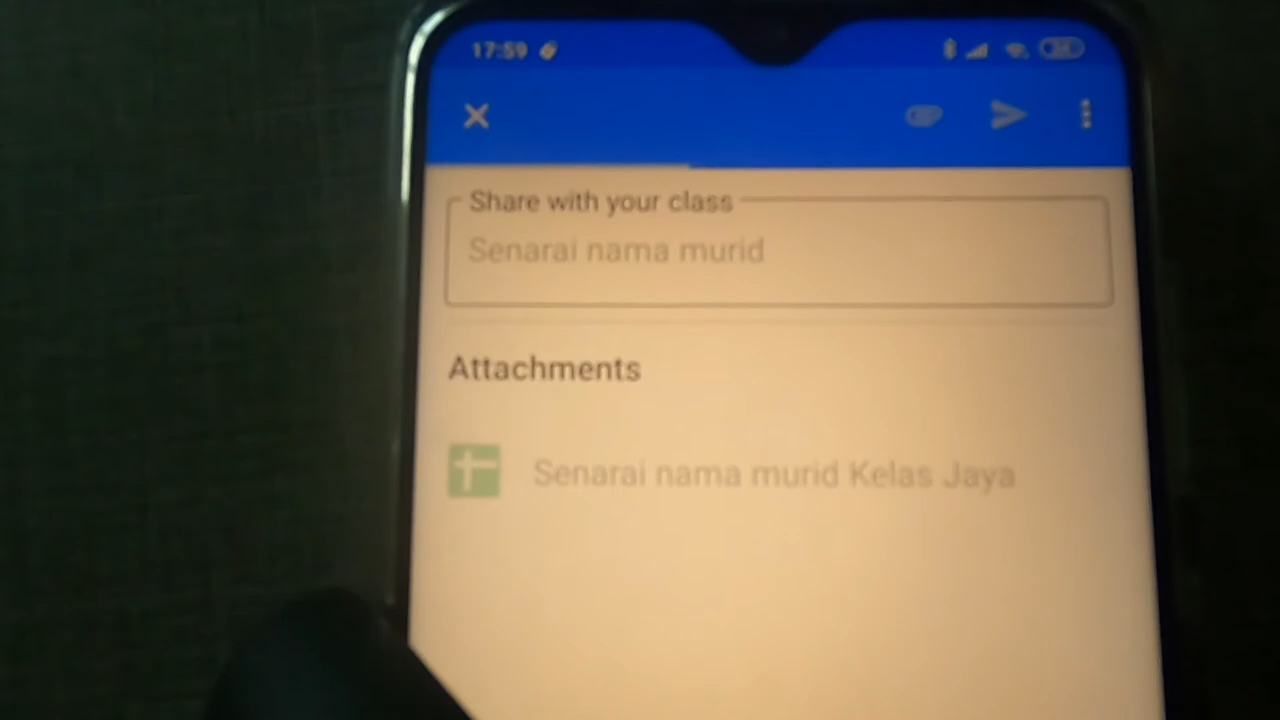 17:59
Share with your class
Senarai nama murid
Attachments
Senarai nama murid Kelas Jaya